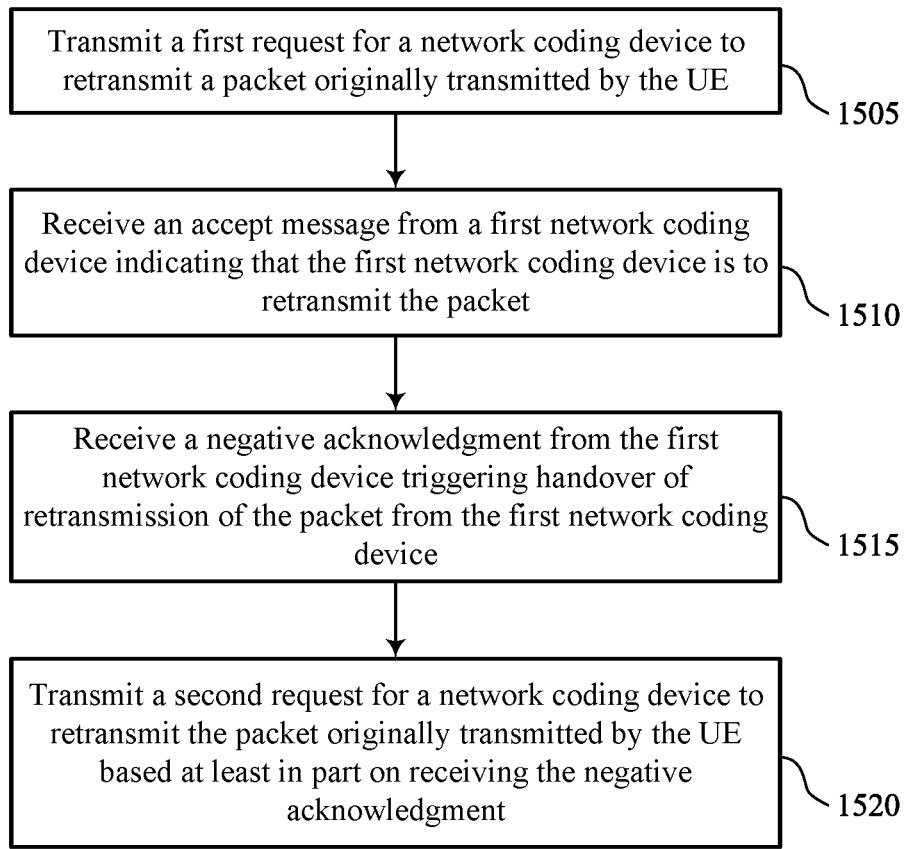 Transmit a first request for a network coding device to
retransmit a packet originally transmitted by the UE
1505
Receive an accept message from a first network coding
device indicating that the first network coding device is to
retransmit the packet
1510
Receive a negative acknowledgment from the first
network coding device triggering handover of
retransmission of the packet from the first network coding
device
1515
Transmit a second request for a network coding device to
retransmit the packet originally transmitted by the UE
based at least in part on receiving the negative
acknowledgment
1520